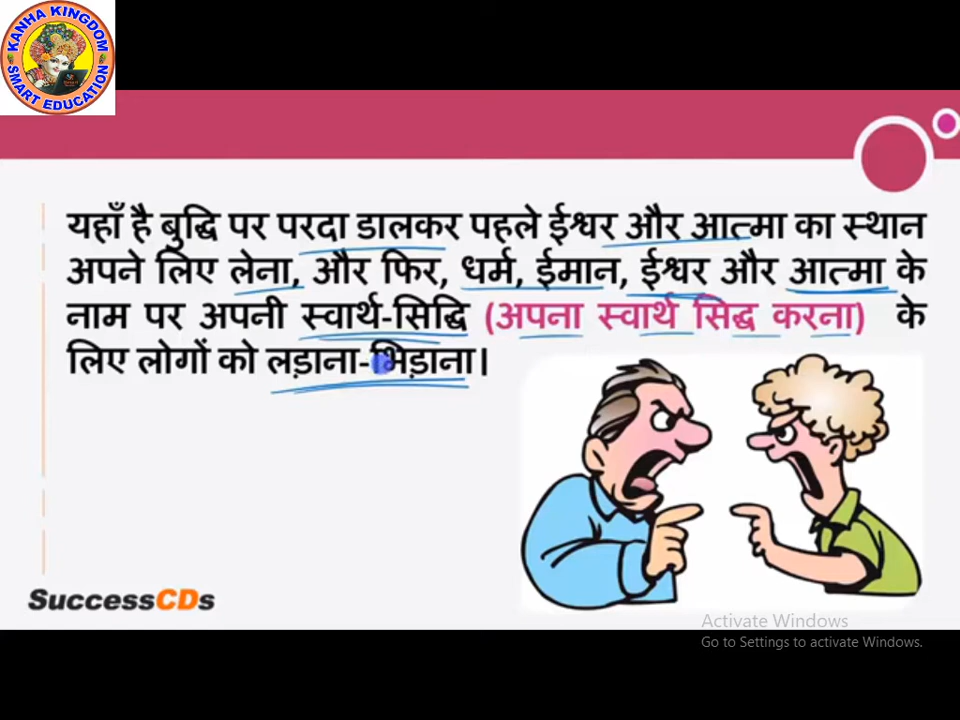 KANHA KINGDOM
SMART EDUCATION
यहाँ है बुद्धि पर परदा डालकर पहले ईश्वर और आत्मा का स्थान
अपने लिए लेना, और फिर, धर्म, ईमान, ईश्वर और आत्मा के
नाम पर अपनी स्वार्थ-सिद्धि (अपना स्वार्थ सिद्ध करना) के
लिए लोगों को लड़ाना-भिड़ाना।
SuccessCDs
Activate Windows
Go to Settings to activate Windows.